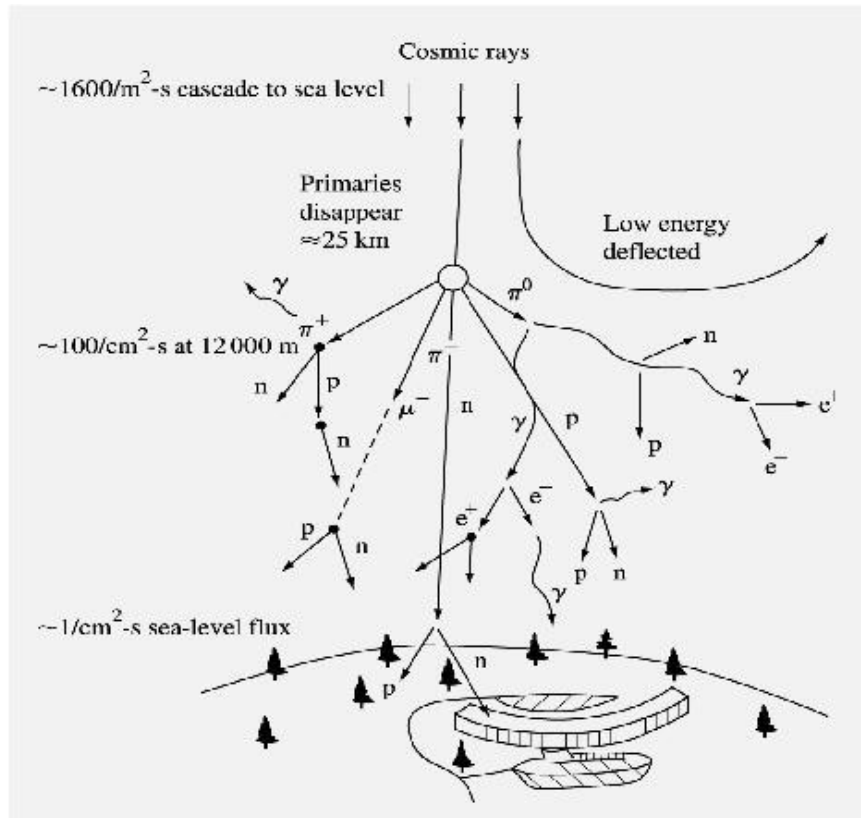 Cosmic rays
~1600/m²-s cascade to sea level
Primaries
disappear
≈25 km
Low energy
deflected
γ
π⁰
π⁺
~100/cm²-s at 12 000 m
π⁻
n
n
p
γ
μ⁻
n
e⁺
γ
p
p
n
e⁻
e⁻
γ
e⁺
p
n
p
n
γ
~1/cm²-s sea-level flux
n
p